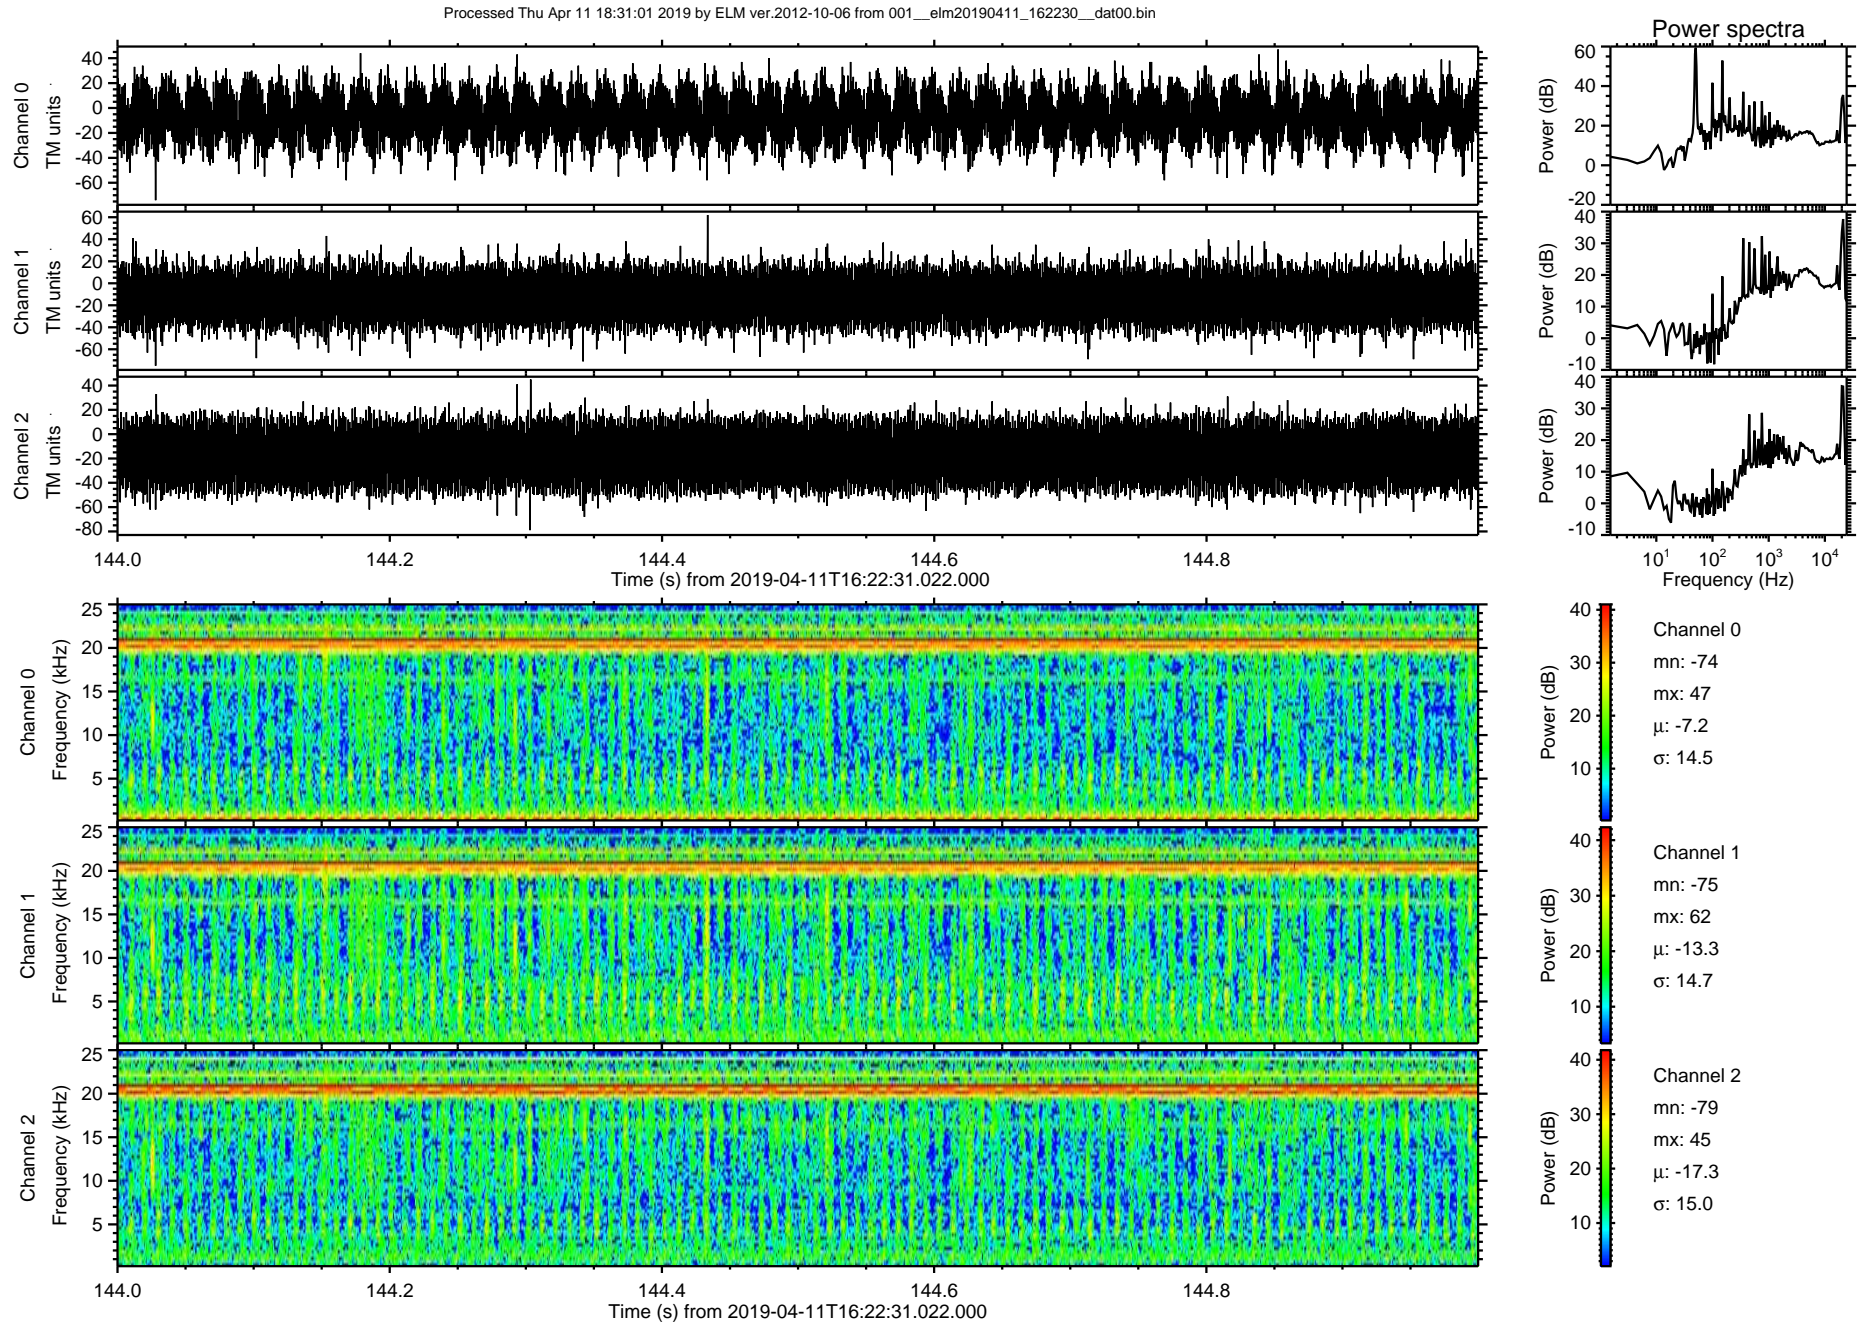 Processed Thu Apr 11 18:31:01 2019 by ELM ver.2012-10-06 from 001__elm20190411_162230__dat00.bin
Power spectra
Channel 0
TM units
40
20
0
-20
-40
-60
Power (dB)
60
40
20
0
-20
Channel 1
TM units
60
40
20
0
-20
-40
-60
Power (dB)
40
30
20
10
0
-10
Channel 2
TM units
40
20
0
-20
-40
-60
-80
Power (dB)
40
30
20
10
0
-10
144.0 144.2 144.4 144.6 144.8
Time (s) from 2019-04-11T16:22:31.022.000
10¹ 10² 10³ 10⁴
Frequency (Hz)
Channel 0
Frequency (kHz)
25
20
15
10
5
Power (dB)
40
30
20
10
Channel 0
mn: -74
mx: 47
μ: -7.2
σ: 14.5
Channel 1
Frequency (kHz)
25
20
15
10
5
Power (dB)
40
30
20
10
Channel 1
mn: -75
mx: 62
μ: -13.3
σ: 14.7
Channel 2
Frequency (kHz)
25
20
15
10
5
Power (dB)
40
30
20
10
Channel 2
mn: -79
mx: 45
μ: -17.3
σ: 15.0
144.0 144.2 144.4 144.6 144.8
Time (s) from 2019-04-11T16:22:31.022.000